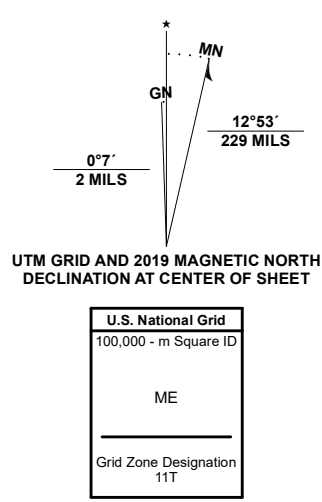 ★
MN
GN
12°53´
229 MILS
0°7´
2 MILS
UTM GRID AND 2019 MAGNETIC NORTH
DECLINATION AT CENTER OF SHEET
U.S. National Grid
100,000 - m Square ID
ME
Grid Zone Designation
11T